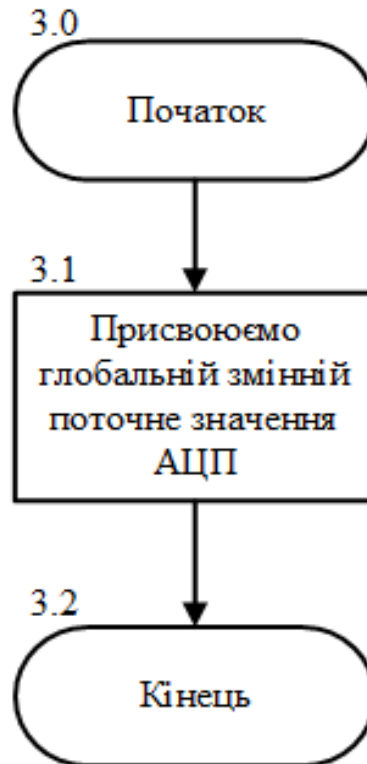 3.0
Початок
3.1
Присвоюємо
глобальній змінній
поточне значення
АЦП
3.2
Кінець